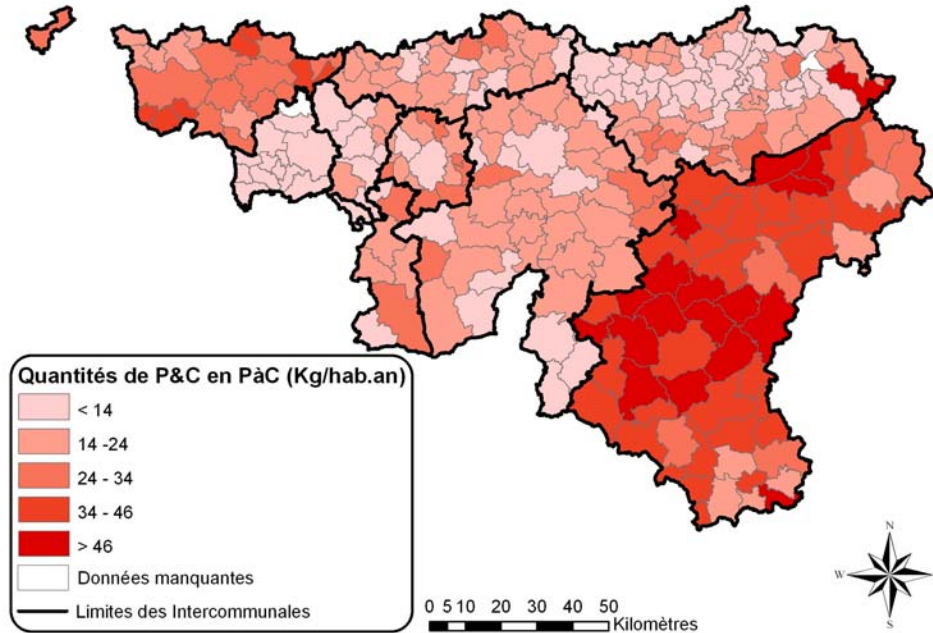 Quantités de P&C en PàC (Kg/hab.an)
< 14
14 -24
24 - 34
34 - 46
> 46
Données manquantes
Limites des Intercommunales
0 5 10 20 30 40 50
Kilomètres
N
W E
S